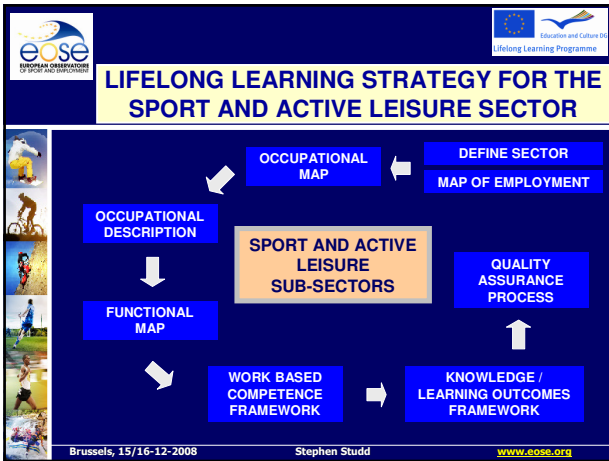 eose
EUROPEAN OBSERVATOIRE
OF SPORT AND EMPLOYMENT
Education and Culture DG
Lifelong Learning Programme
LIFELONG LEARNING STRATEGY FOR THE
SPORT AND ACTIVE LEISURE SECTOR
DEFINE SECTOR
MAP OF EMPLOYMENT
OCCUPATIONAL
MAP
OCCUPATIONAL
DESCRIPTION
SPORT AND ACTIVE
LEISURE
SUB-SECTORS
FUNCTIONAL
MAP
WORK BASED
COMPETENCE
FRAMEWORK
KNOWLEDGE /
LEARNING OUTCOMES
FRAMEWORK
QUALITY
ASSURANCE
PROCESS
Brussels, 15/16-12-2008
Stephen Studd
www.eose.org